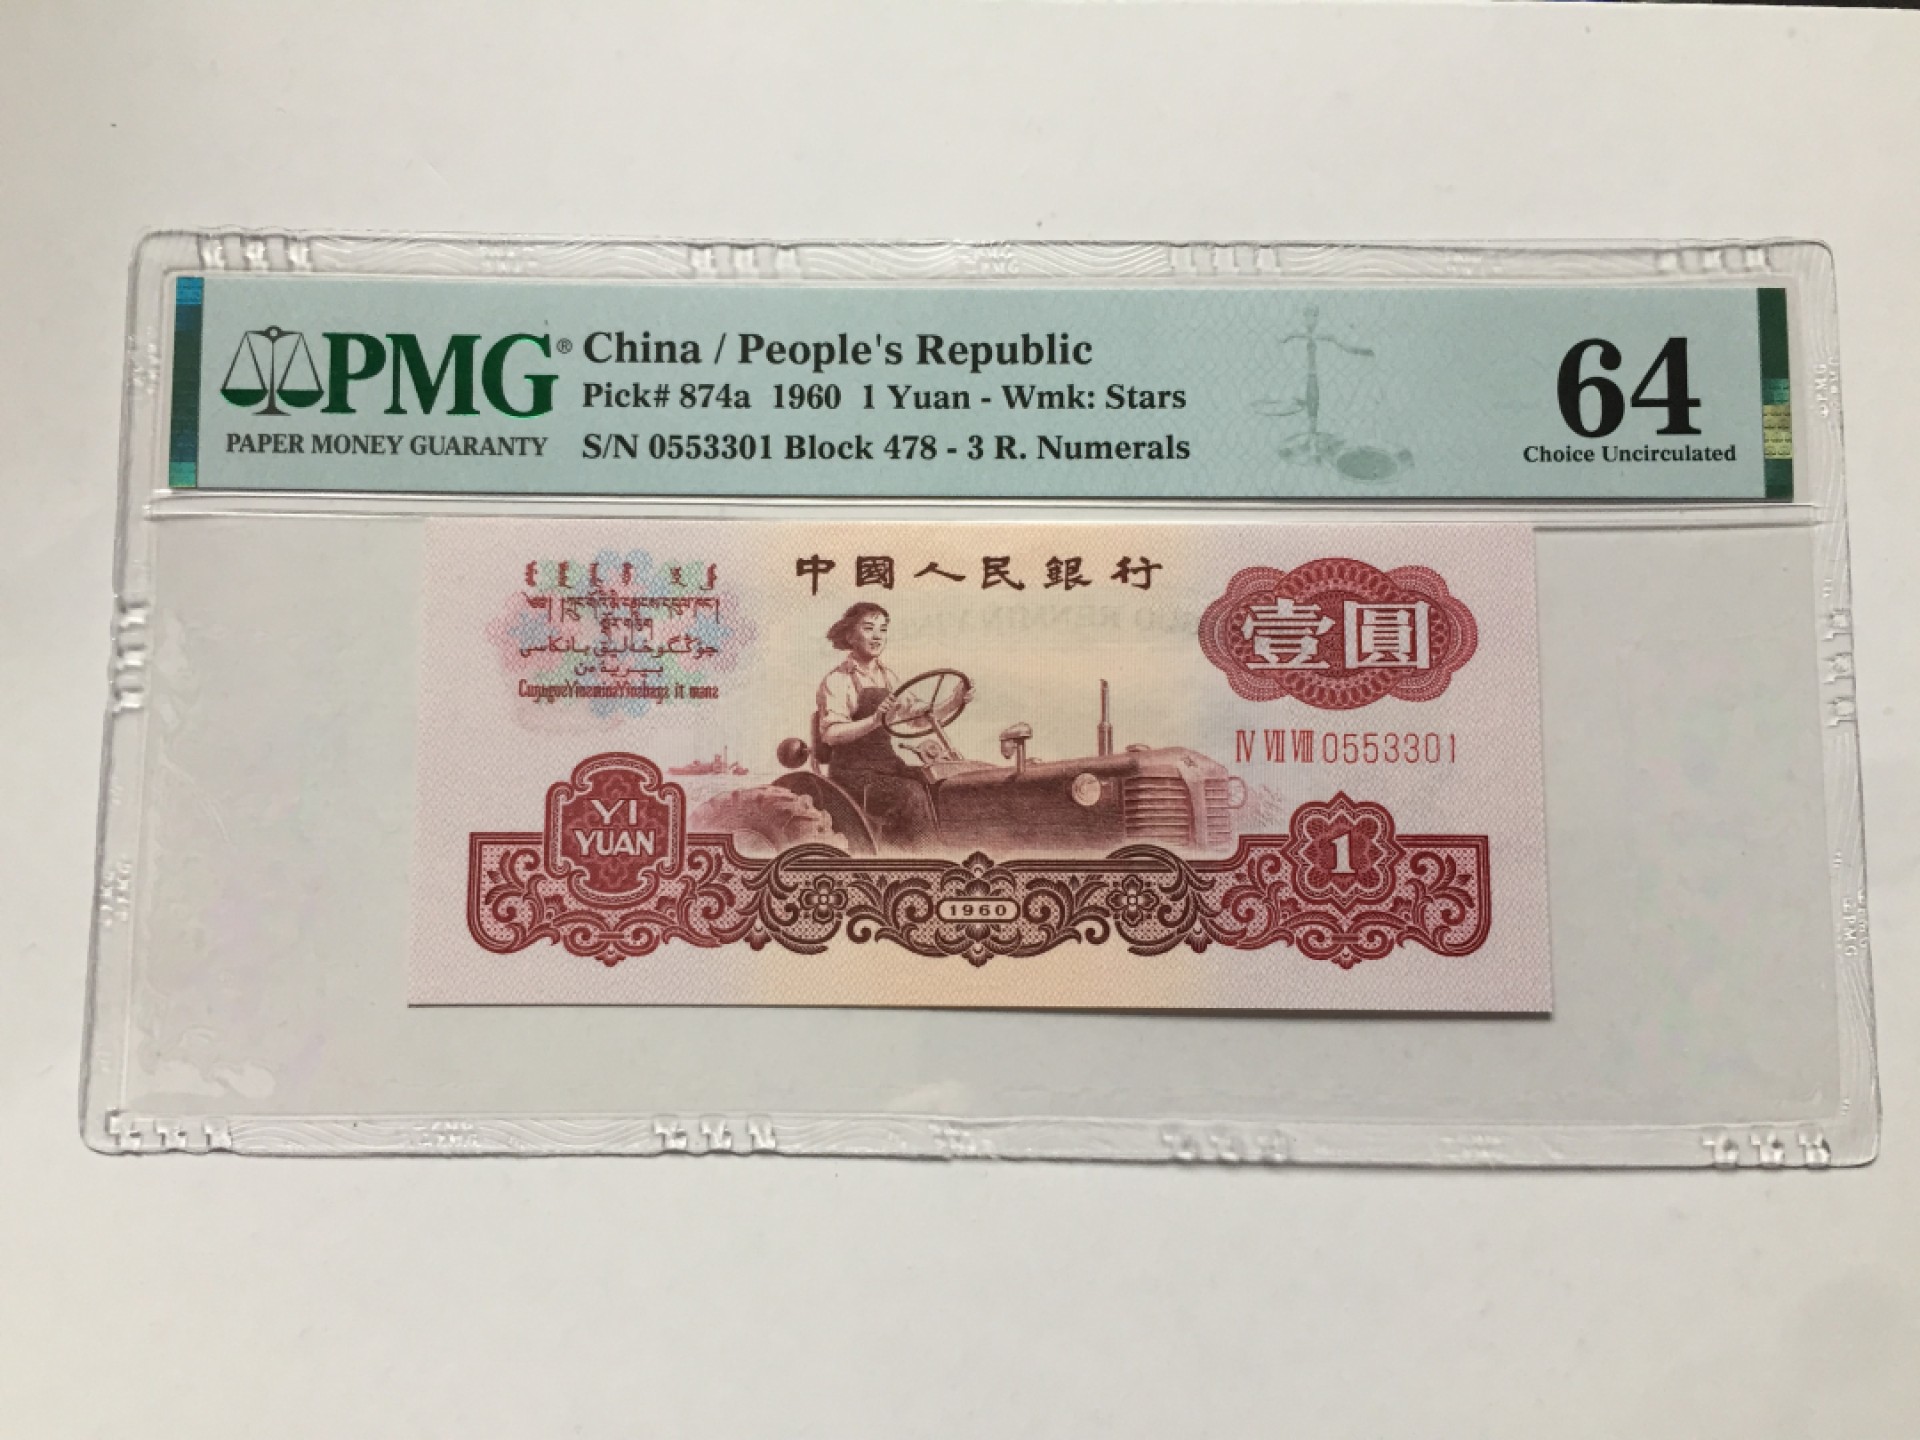 PMG®
PAPER MONEY GUARANTY
China / People's Republic
Pick# 874a 1960 1 Yuan - Wmk: Stars
S/N 0553301 Block 478 - 3 R. Numerals
64
Choice Uncirculated
中國人民銀行
壹圓
IV VII VIII 0553301
YI
YUAN
1
1960